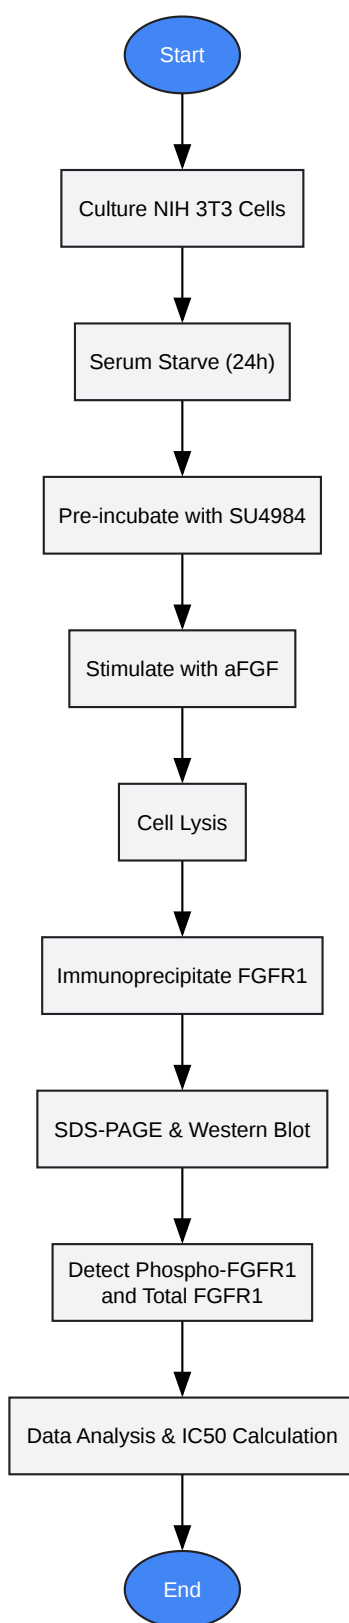 Start
Culture NIH 3T3 Cells
Serum Starve (24h)
Pre-incubate with SU4984
Stimulate with aFGF
Cell Lysis
Immunoprecipitate FGFR1
SDS-PAGE & Western Blot
Detect Phospho-FGFR1
and Total FGFR1
Data Analysis & IC50 Calculation
End